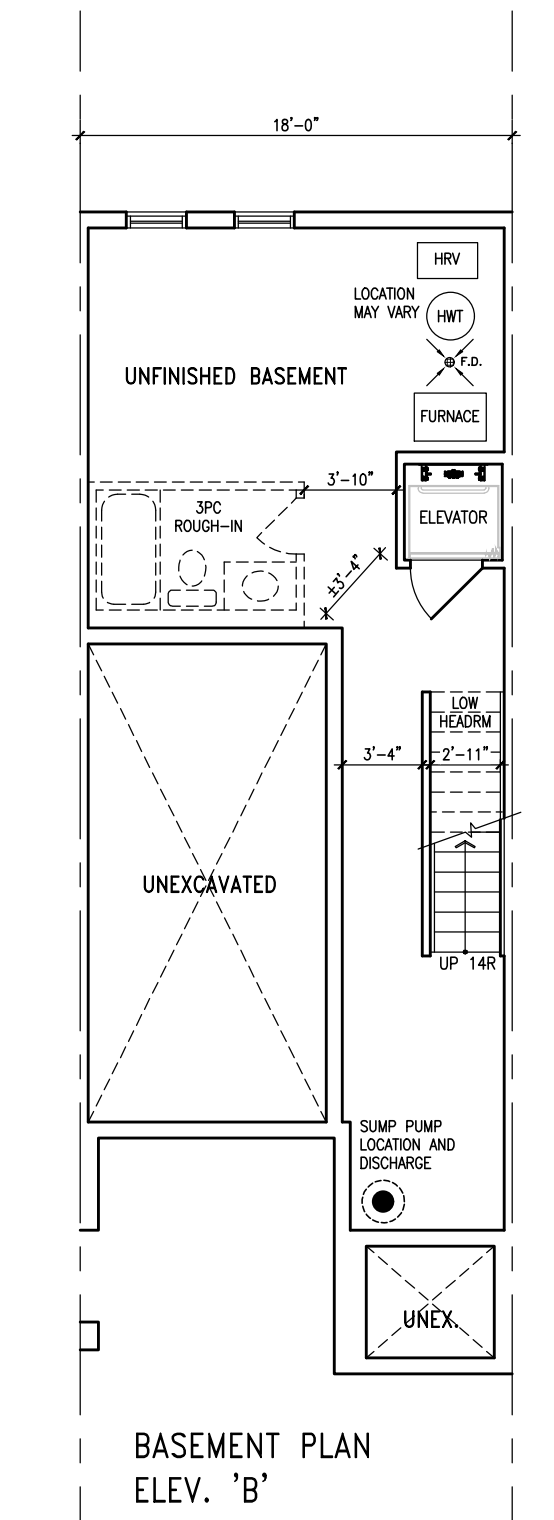 18'-0"
HRV
LOCATION
MAY VARY
HWT
F.D.
UNFINISHED BASEMENT
FURNACE
3'-10"
3PC
ROUGH-IN
ELEVATOR
±3'-4"
LOW
HEADRM
3'-4"
2'-11"
UNEXCAVATED
UP 14R
SUMP PUMP
LOCATION AND
DISCHARGE
UNEX.
BASEMENT PLAN
ELEV. 'B'